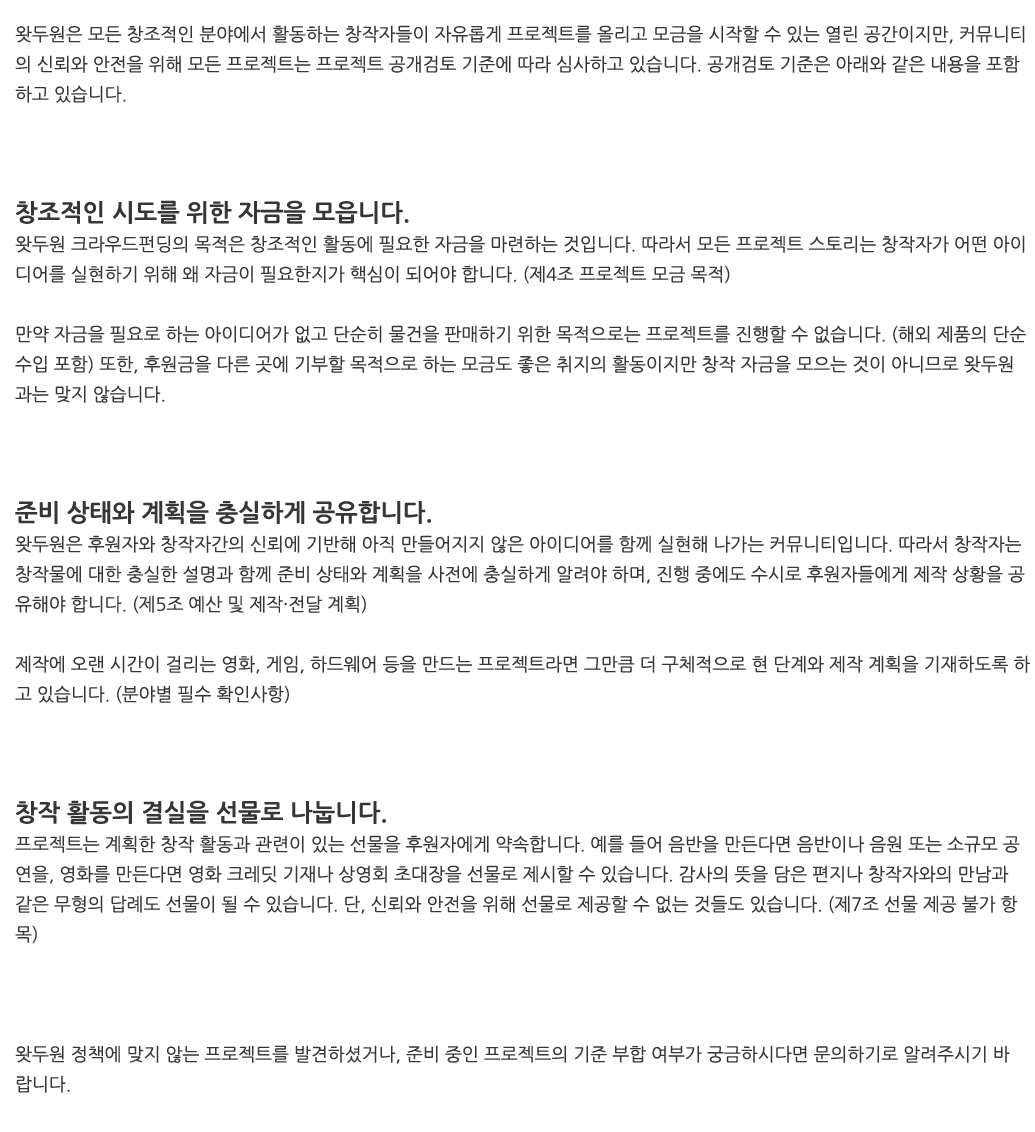 왓두원은 모든 창조적인 분야에서 활동하는 창작자들이 자유롭게 프로젝트를 올리고 모금을 시작할 수 있는 열린 공간이지만, 커뮤니티
의 신뢰와 안전을 위해 모든 프로젝트는 프로젝트 공개검토 기준에 따라 심사하고 있습니다. 공개검토 기준은 아래와 같은 내용을 포함
하고 있습니다.
창조적인 시도를 위한 자금을 모읍니다.
왓두원 크라우드펀딩의 목적은 창조적인 활동에 필요한 자금을 마련하는 것입니다. 따라서 모든 프로젝트 스토리는 창작자가 어떤 아이
디어를 실현하기 위해 왜 자금이 필요한지가 핵심이 되어야 합니다. (제4조 프로젝트 모금 목적)
만약 자금을 필요로 하는 아이디어가 없고 단순히 물건을 판매하기 위한 목적으로는 프로젝트를 진행할 수 없습니다. (해외 제품의 단순
수입 포함) 또한, 후원금을 다른 곳에 기부할 목적으로 하는 모금도 좋은 취지의 활동이지만 창작 자금을 모으는 것이 아니므로 왓두원
과는 맞지 않습니다.
준비 상태와 계획을 충실하게 공유합니다.
왓두원은 후원자와 창작자간의 신뢰에 기반해 아직 만들어지지 않은 아이디어를 함께 실현해 나가는 커뮤니티입니다. 따라서 창작자는
창작물에 대한 충실한 설명과 함께 준비 상태와 계획을 사전에 충실하게 알려야 하며, 진행 중에도 수시로 후원자들에게 제작 상황을 공
유해야 합니다. (제5조 예산 및 제작·전달 계획)
제작에 오랜 시간이 걸리는 영화, 게임, 하드웨어 등을 만드는 프로젝트라면 그만큼 더 구체적으로 현 단계와 제작 계획을 기재하도록 하
고 있습니다. (분야별 필수 확인사항)
창작 활동의 결실을 선물로 나눕니다.
프로젝트는 계획한 창작 활동과 관련이 있는 선물을 후원자에게 약속합니다. 예를 들어 음반을 만든다면 음반이나 음원 또는 소규모 공
연을, 영화를 만든다면 영화 크레딧 기재나 상영회 초대장을 선물로 제시할 수 있습니다. 감사의 뜻을 담은 편지나 창작자와의 만남과
같은 무형의 답례도 선물이 될 수 있습니다. 단, 신뢰와 안전을 위해 선물로 제공할 수 없는 것들도 있습니다. (제7조 선물 제공 불가 항
목)
왓두원 정책에 맞지 않는 프로젝트를 발견하셨거나, 준비 중인 프로젝트의 기준 부합 여부가 궁금하시다면 문의하기로 알려주시기 바
랍니다.